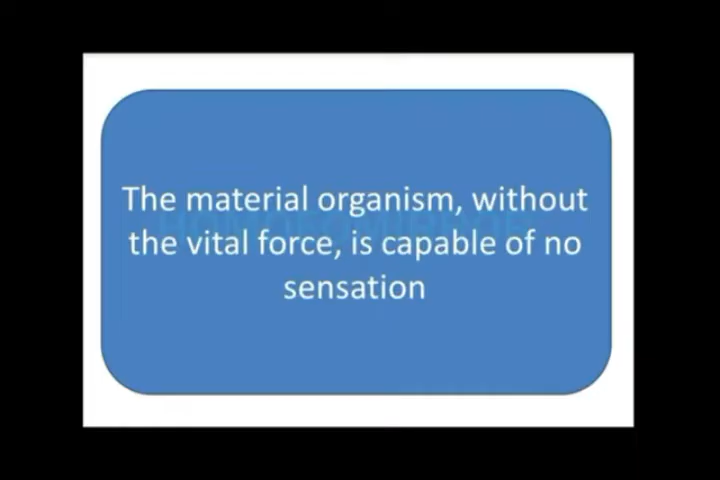 The material organism, without
the vital force, is capable of no
sensation